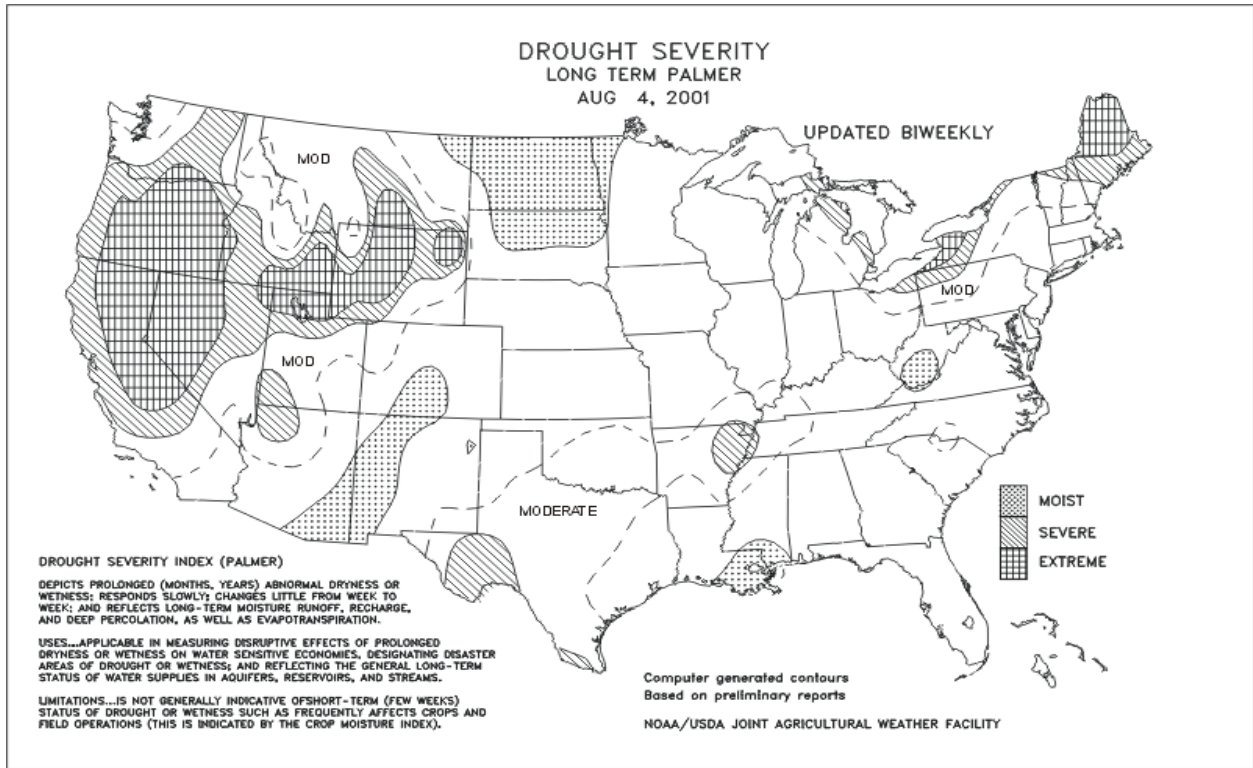 DROUGHT SEVERITY
LONG TERM PALMER
AUG 4, 2001
UPDATED BIWEEKLY
MOD
MOD
MOD
MODERATE
MOIST
SEVERE
EXTREME
DROUGHT SEVERITY INDEX (PALMER)
DEPICTS PROLONGED (MONTHS, YEARS) ABNORMAL DRYNESS OR
WETNESS; RESPONDS SLOWLY; CHANGES LITTLE FROM WEEK TO
WEEK; AND REFLECTS LONG-TERM MOISTURE RUNOFF, RECHARGE,
AND DEEP PERCOLATION, AS WELL AS EVAPOTRANSPIRATION.
USES...APPLICABLE IN MEASURING DISRUPTIVE EFFECTS OF PROLONGED
DRYNESS OR WETNESS ON WATER SENSITIVE ECONOMIES, DESIGNATING DISASTER
AREAS OF DROUGHT OR WETNESS; AND REFLECTING THE GENERAL LONG-TERM
STATUS OF WATER SUPPLIES IN AQUIFERS, RESERVOIRS, AND STREAMS.
LIMITATIONS...IS NOT GENERALLY INDICATIVE OFSHORT-TERM (FEW WEEKS)
STATUS OF DROUGHT OR WETNESS SUCH AS FREQUENTLY AFFECTS CROPS AND
FIELD OPERATIONS (THIS IS INDICATED BY THE CROP MOISTURE INDEX).
Computer generated contours
Based on preliminary reports
NOAA/USDA JOINT AGRICULTURAL WEATHER FACILITY